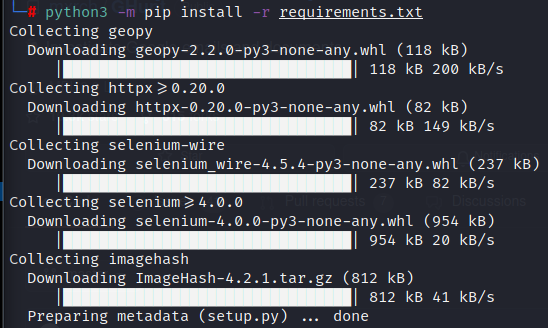 # python3 -m pip install -r requirements.txt
Collecting geopy
Downloading geopy-2.2.0-py3-none-any.whl (118 kB)
118 kB 200 kB/s
Collecting httpx≥0.20.0
Downloading httpx-0.20.0-py3-none-any.whl (82 kB)
82 kB 149 kB/s
Collecting selenium-wire
Downloading selenium_wire-4.5.4-py3-none-any.whl (237 kB)
237 kB 82 kB/s
Collecting selenium≥4.0.0
Pull requests
Discussions
Downloading selenium-4.0.0-py3-none-any.whl (954 kB)
954 kB 20 kB/s
Collecting imagehash
Downloading ImageHash-4.2.1.tar.gz (812 kB)
812 kB 41 kB/s
Preparing metadata (setup.py) ... done